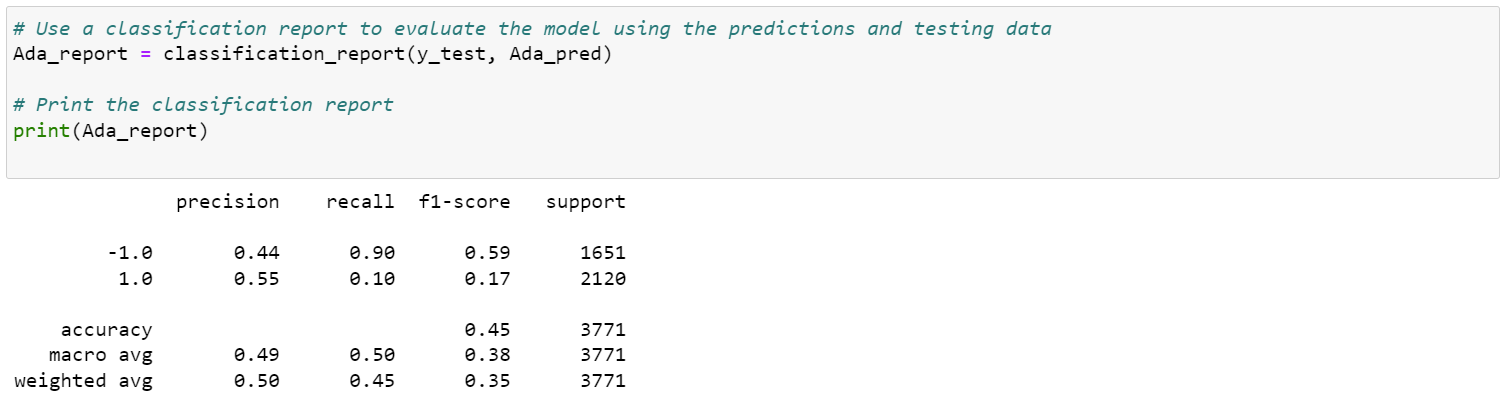 # Use a classification report to evaluate the model using the predictions and testing data
Ada_report = classification_report(y_test, Ada_pred)
# Print the classification report
print(Ada_report)
precision recall f1-score support
-1.0 0.44 0.90 0.59 1651
1.0 0.55 0.10 0.17 2120
accuracy 0.45 3771
macro avg 0.49 0.50 0.38 3771
weighted avg 0.50 0.45 0.35 3771